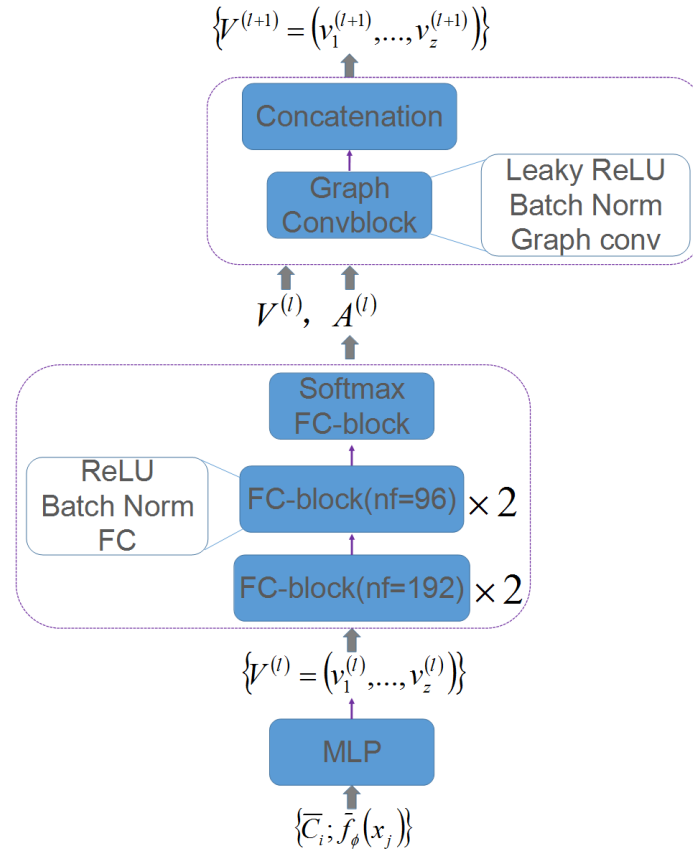 {V^(l+1) = (v_1^(l+1),...,v_z^(l+1))}
Concatenation
Graph
Convblock
Leaky ReLU
Batch Norm
Graph conv
V^(l), A^(l)
Softmax
FC-block
ReLU
Batch Norm
FC
FC-block(nf=96) ×2
FC-block(nf=192) ×2
{V^(l) = (v_1^(l),...,v_z^(l))}
MLP
{C̅_i; f̄_ϕ(x_j)}